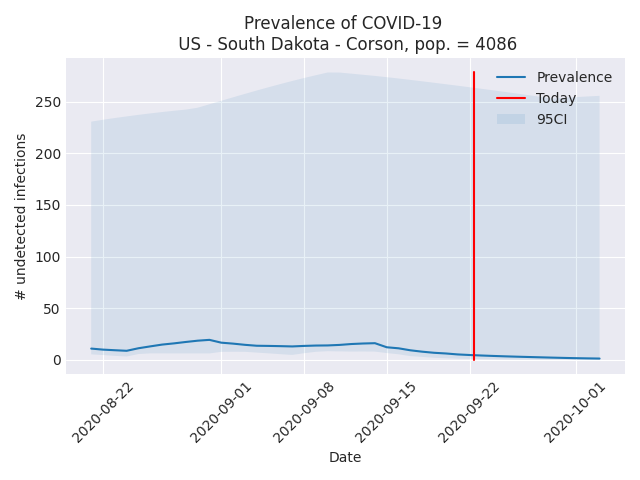 Prevalence of COVID-19
US - South Dakota - Corson, pop. = 4086
Prevalence
Today
95CI
# undetected infections
250
200
150
100
50
0
2020-08-22
2020-09-01
2020-09-08
2020-09-15
2020-09-22
2020-10-01
Date